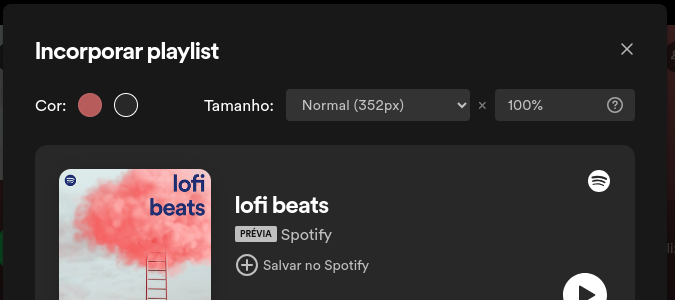 Incorporar playlist
Cor:
Tamanho: Normal (352px) × 100%
lofi
beats
lofi beats
PRÉVIA Spotify
Salvar no Spotify